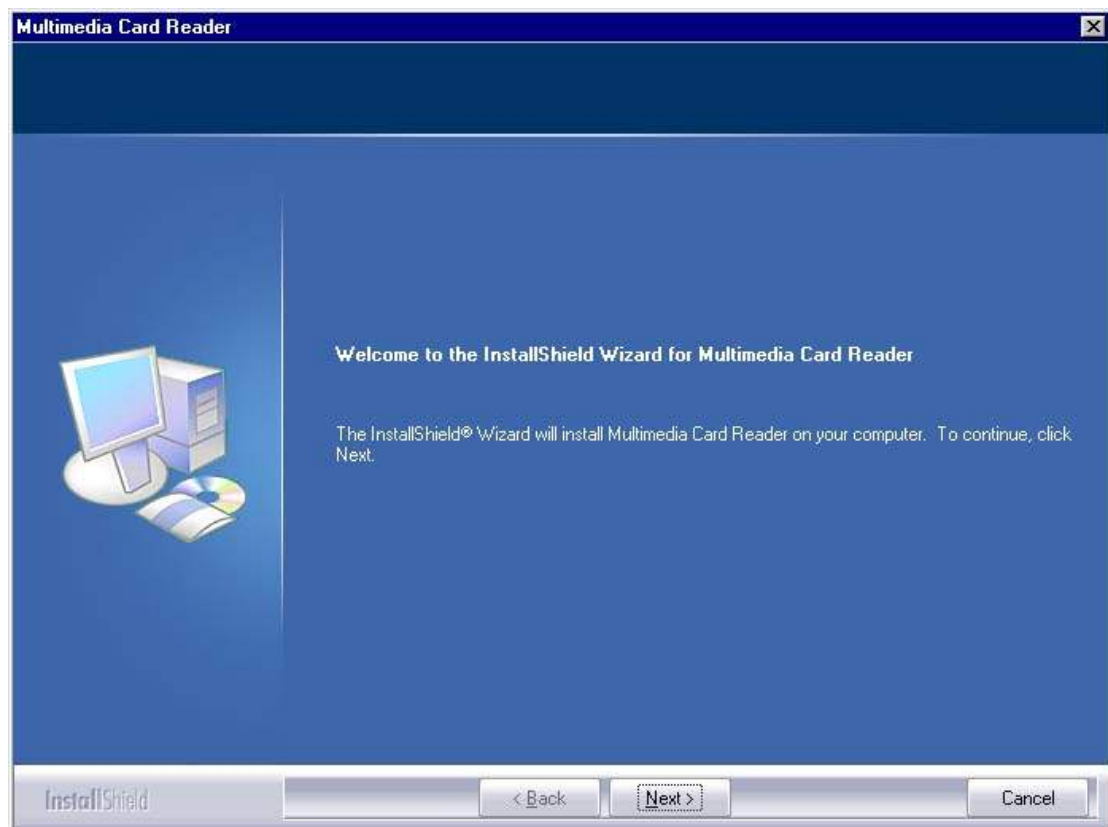 Multimedia Card Reader
Welcome to the InstallShield Wizard for Multimedia Card Reader
The InstallShield® Wizard will install Multimedia Card Reader on your computer. To continue, click
Next.
InstallShield
< Back
Next >
Cancel